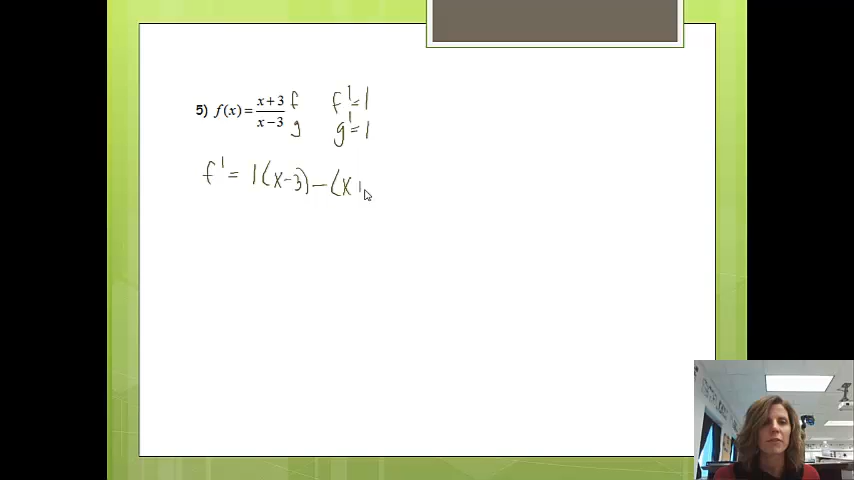 5) f(x)= x+3 / x-3 f g f'=1 g'=1
f' = 1(x-3) - (x